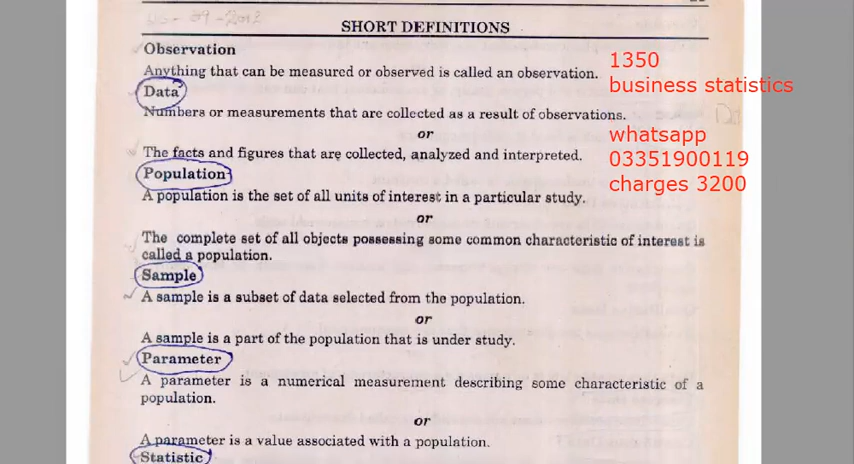 SHORT DEFINITIONS
Observation
Anything that can be measured or observed is called an observation.
Data
Numbers or measurements that are collected as a result of observations.
or
The facts and figures that are collected, analyzed and interpreted.
Population
A population is the set of all units of interest in a particular study.
or
The complete set of all objects possessing some common characteristic of interest is
called a population.
Sample
A sample is a subset of data selected from the population.
or
A sample is a part of the population that is under study.
Parameter
A parameter is a numerical measurement describing some characteristic of a
population.
or
A parameter is a value associated with a population.
Statistic
1350
business statistics
whatsapp
03351900119
charges 3200